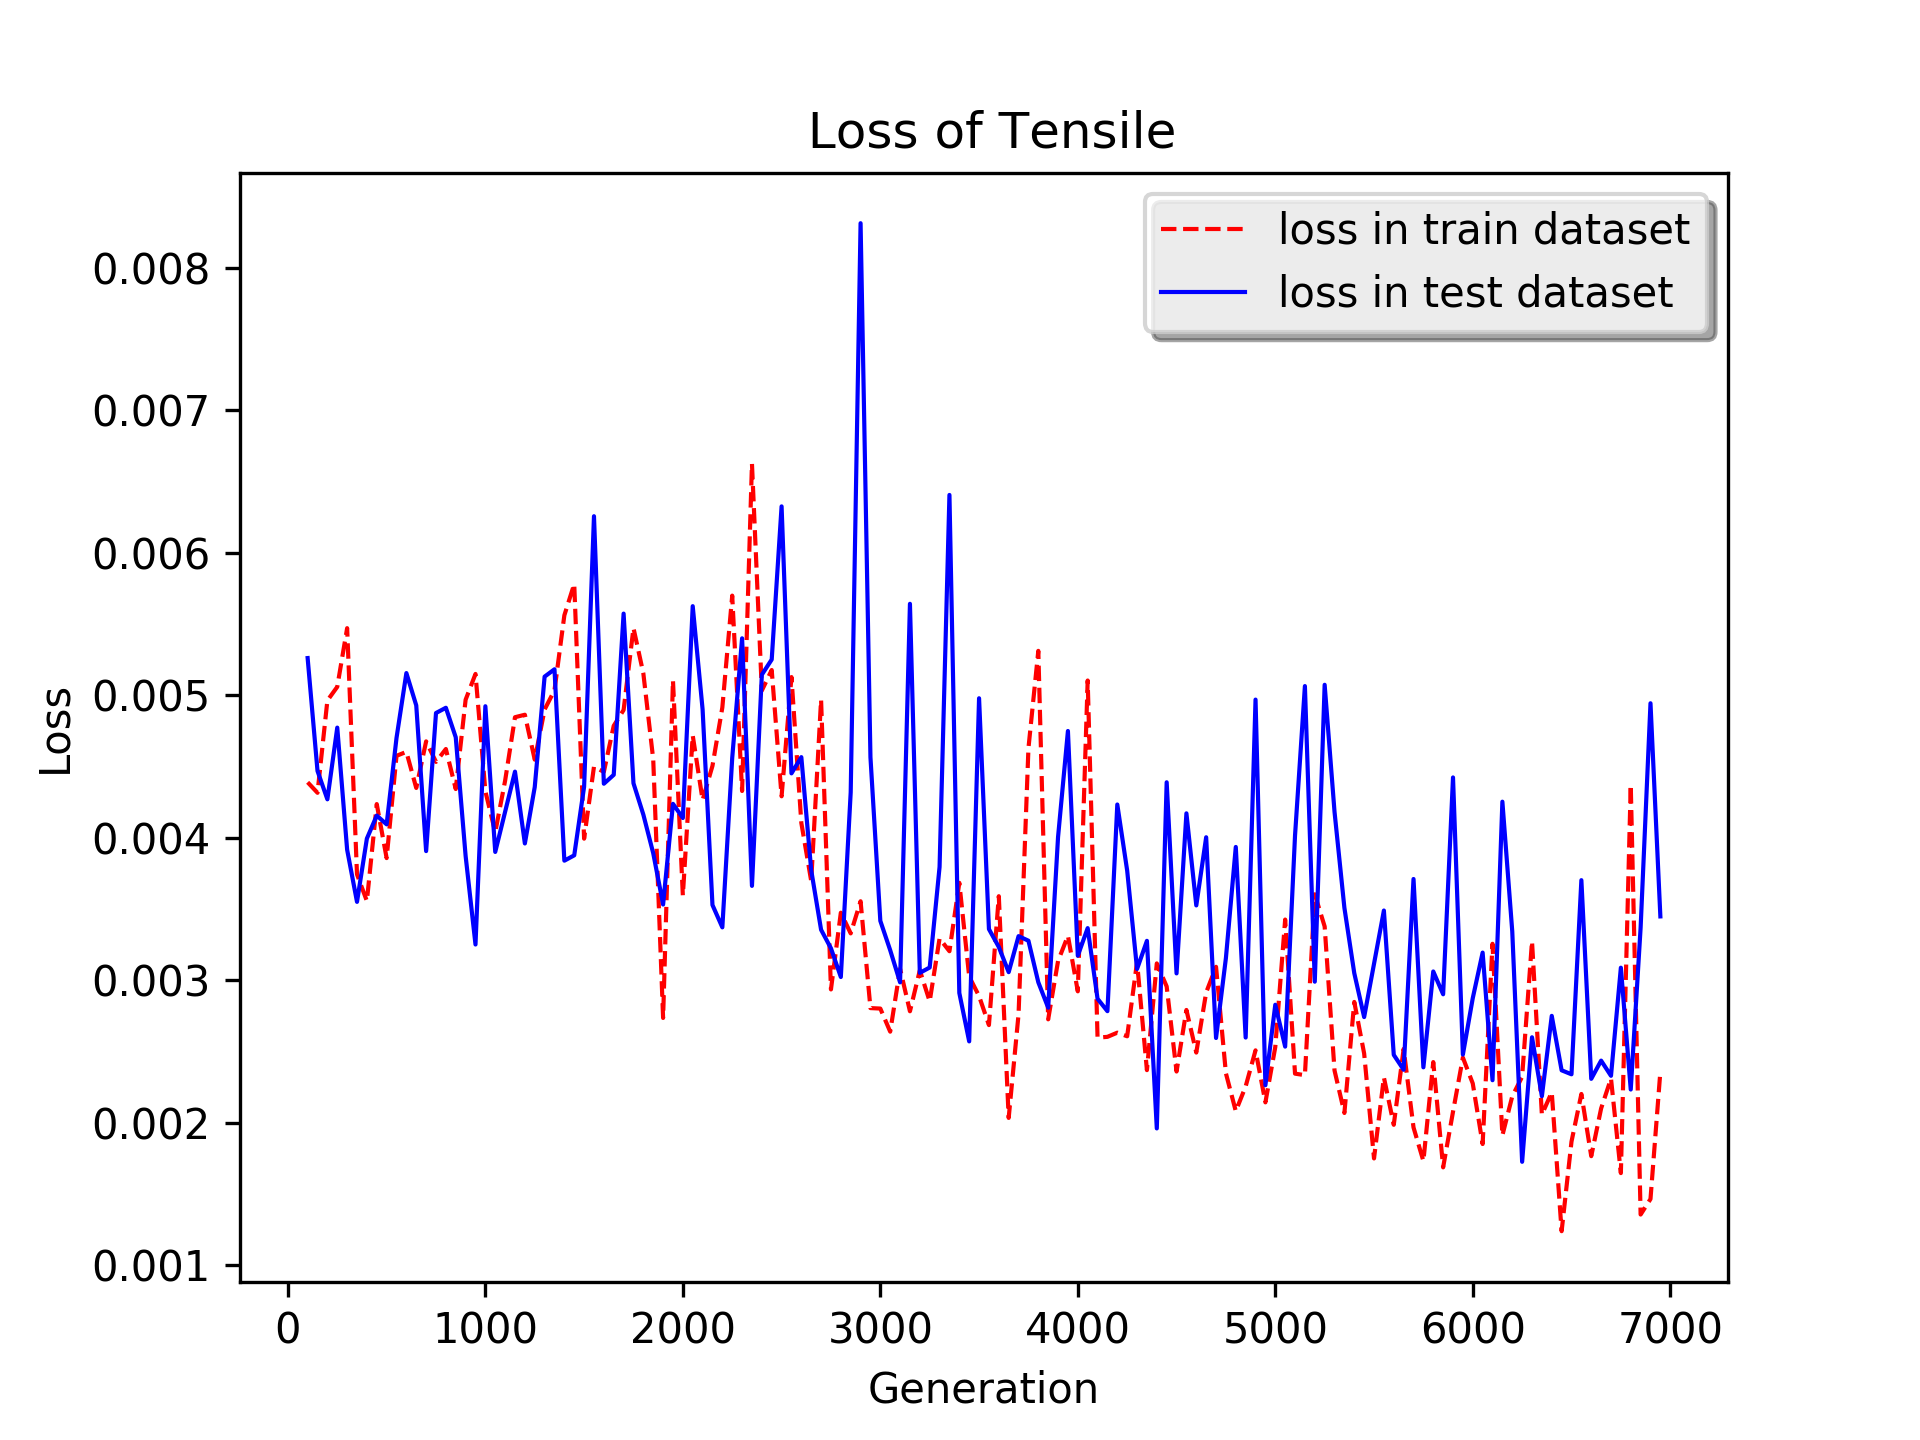 Loss of Tensile
loss in train dataset
loss in test dataset
0.008
0.007
0.006
0.005
0.004
0.003
0.002
0.001
Loss
0 1000 2000 3000 4000 5000 6000 7000
Generation